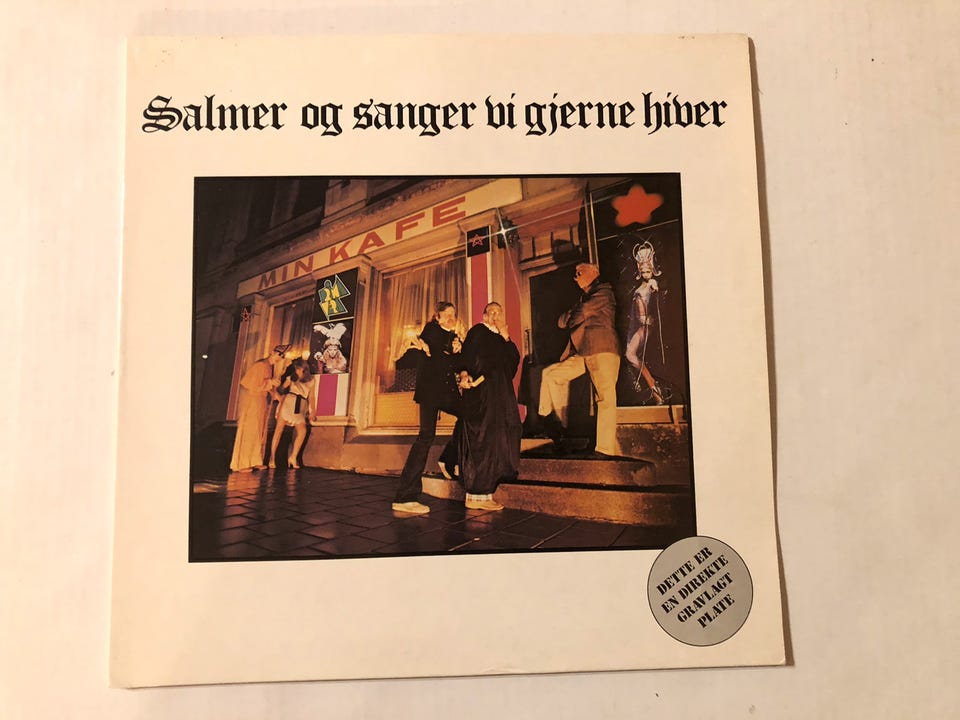 Salmer og sanger vi gjerne hiver
MIN KAFE
DETTE ER
EN DIREKTE
GRAVLAGT
PLATE